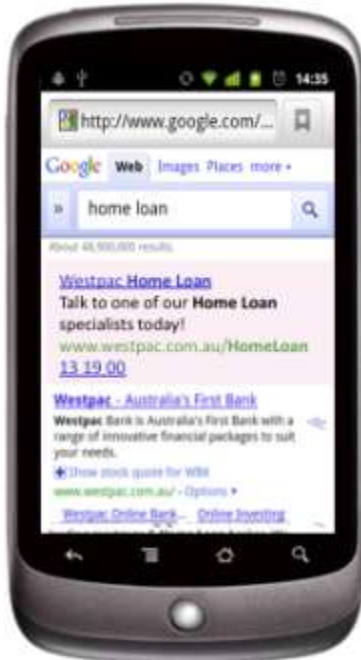 14:35
http://www.google.com/...
Google Web Images Places more
» home loan
About 48,900,000 results
Westpac Home Loan
Talk to one of our Home Loan
specialists today!
www.westpac.com.au/HomeLoan
13 19 00
Westpac - Australia's First Bank
Westpac Bank is Australia's First Bank with a
range of innovative financial packages to suit
your needs.
Show stock quote for WBK
www.westpac.com.au/ - Options
Westpac Online Bank... Online Investing